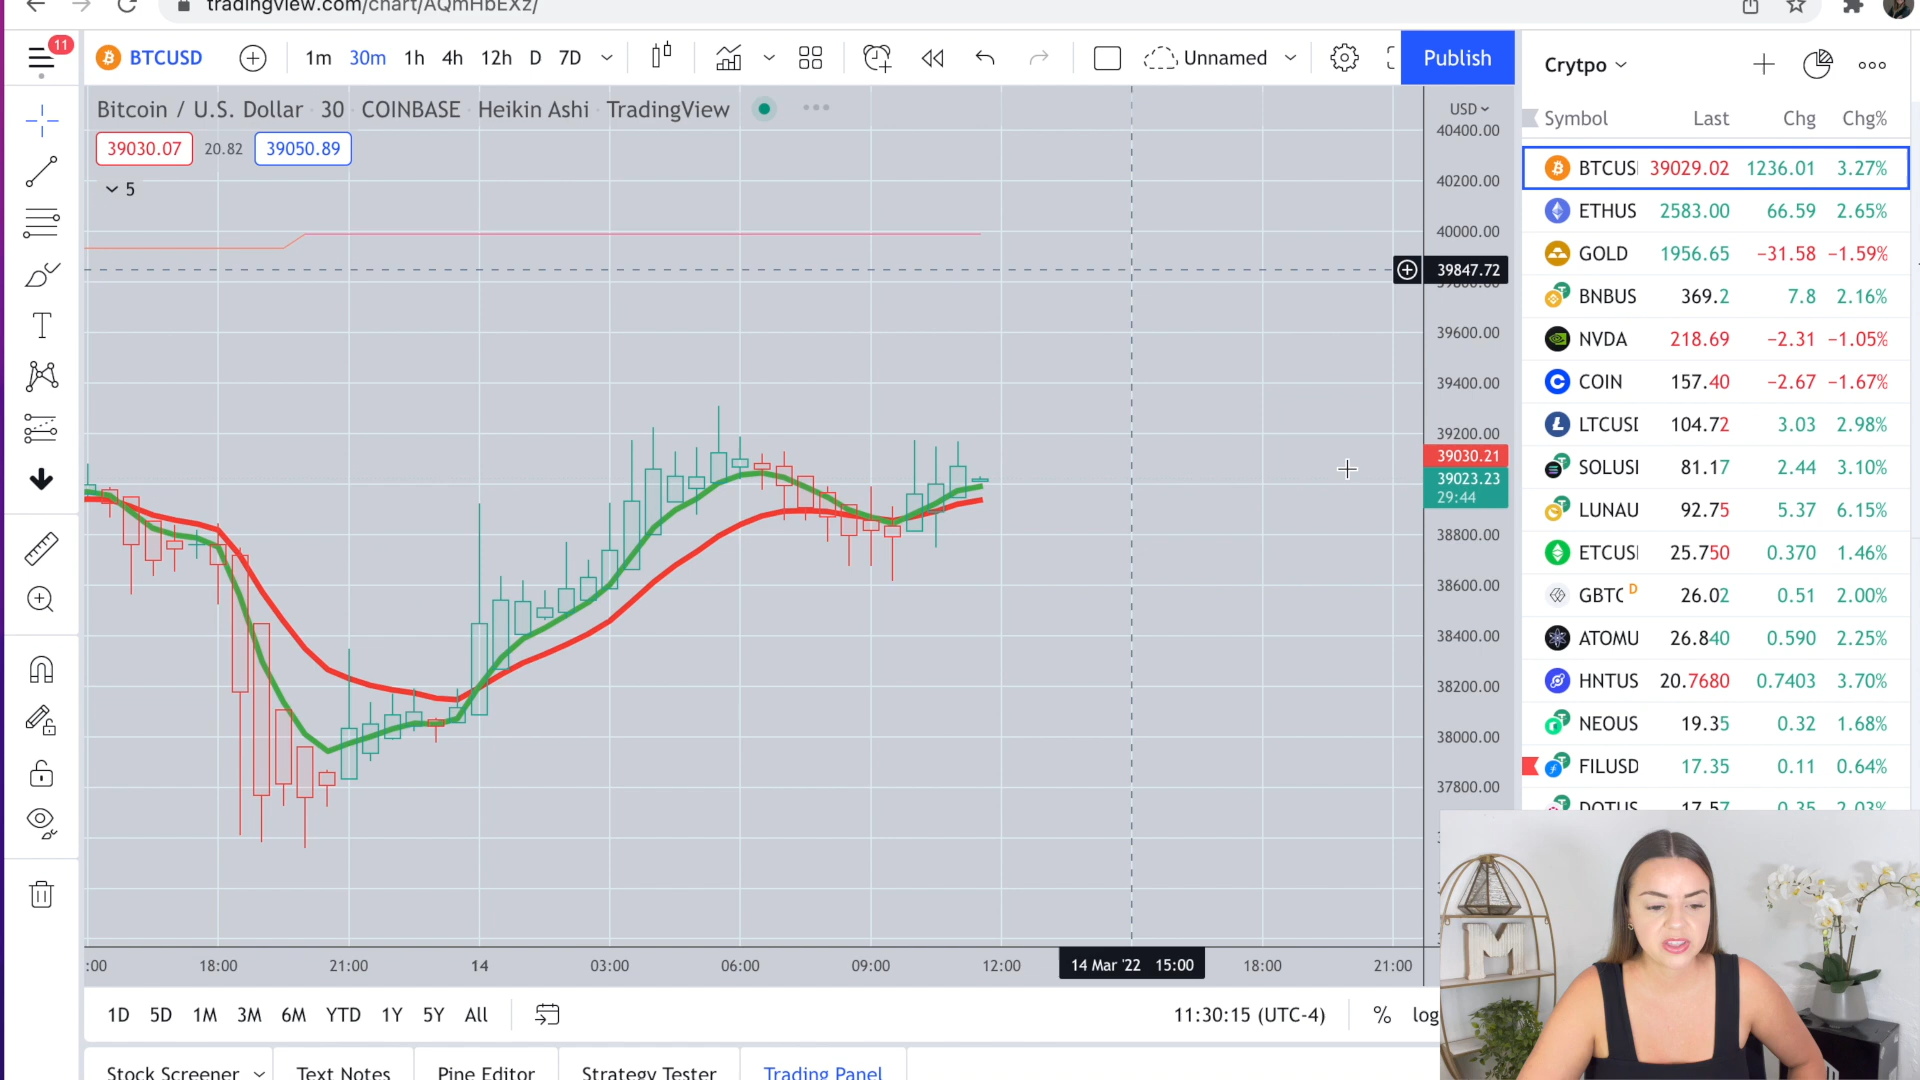 tradingview.com/chart/AQmHbEXz/
11
BTCUSD 1m 30m 1h 4h 12h D 7D Unnamed Publish
Bitcoin / U.S. Dollar · 30 · COINBASE · Heikin Ashi · TradingView
39030.07 20.82 39050.89
5
USD
40400.00
40200.00
40000.00
39847.72
39600.00
39400.00
39200.00
39030.21
39023.23
29:44
38800.00
38600.00
38400.00
38200.00
38000.00
37800.00
:00 18:00 21:00 14 03:00 06:00 09:00 12:00 14 Mar '22 15:00 18:00 21:00
1D 5D 1M 3M 6M YTD 1Y 5Y All 11:30:15 (UTC-4) % log
Stock Screener Text Notes Pine Editor Strategy Tester Trading Panel
Crytpo
Symbol Last Chg Chg%
BTCUS 39029.02 1236.01 3.27%
ETHUS 2583.00 66.59 2.65%
GOLD 1956.65 −31.58 −1.59%
BNBUS 369.2 7.8 2.16%
NVDA 218.69 −2.31 −1.05%
COIN 157.40 −2.67 −1.67%
LTCUSD 104.72 3.03 2.98%
SOLUSI 81.17 2.44 3.10%
LUNAU 92.75 5.37 6.15%
ETCUSI 25.750 0.370 1.46%
GBTC D 26.02 0.51 2.00%
ATOMU 26.840 0.590 2.25%
HNTUS 20.7680 0.7403 3.70%
NEOUS 19.35 0.32 1.68%
FILUSD 17.35 0.11 0.64%
DOTUS 17.57 0.35 2.03%
M